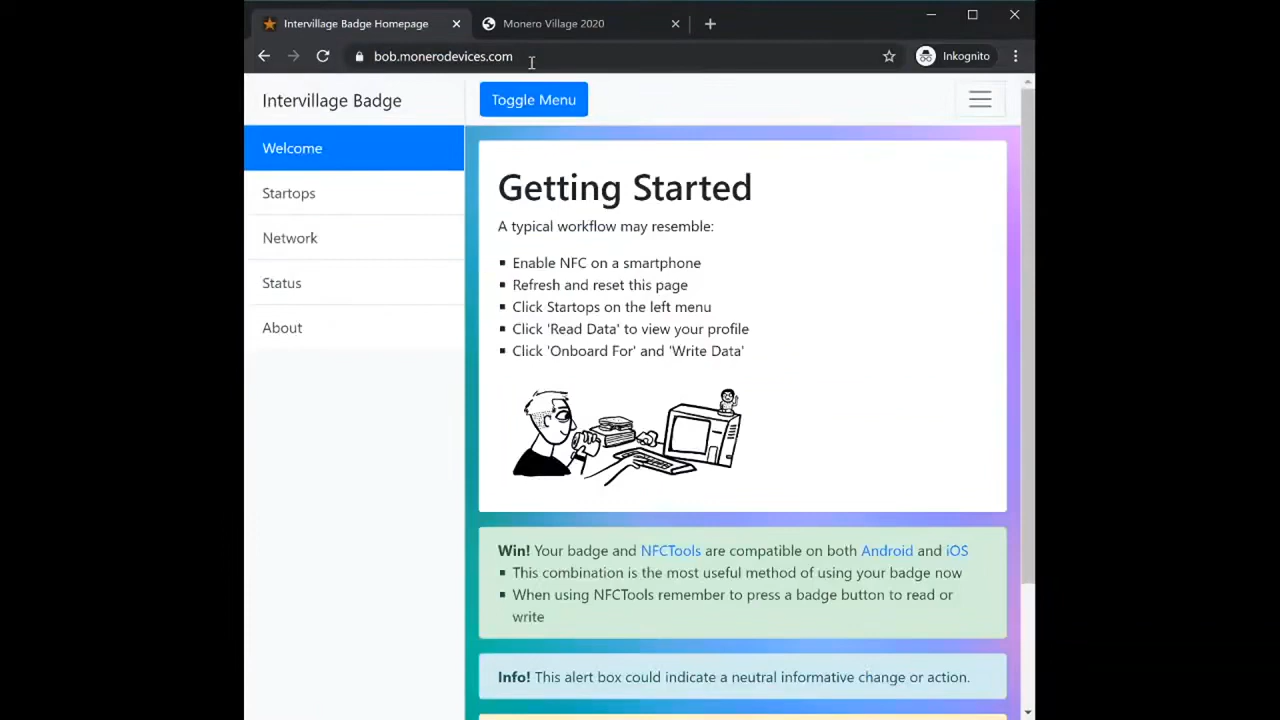 Intervillage Badge Homepage
Monero Village 2020
bob.monerodevices.com
Inkognito
Intervillage Badge
Toggle Menu
Welcome
Startops
Network
Status
About
Getting Started
A typical workflow may resemble:
Enable NFC on a smartphone
Refresh and reset this page
Click Startops on the left menu
Click 'Read Data' to view your profile
Click 'Onboard For' and 'Write Data'
Win! Your badge and NFCTools are compatible on both Android and iOS
This combination is the most useful method of using your badge now
When using NFCTools remember to press a badge button to read or
write
Info! This alert box could indicate a neutral informative change or action.